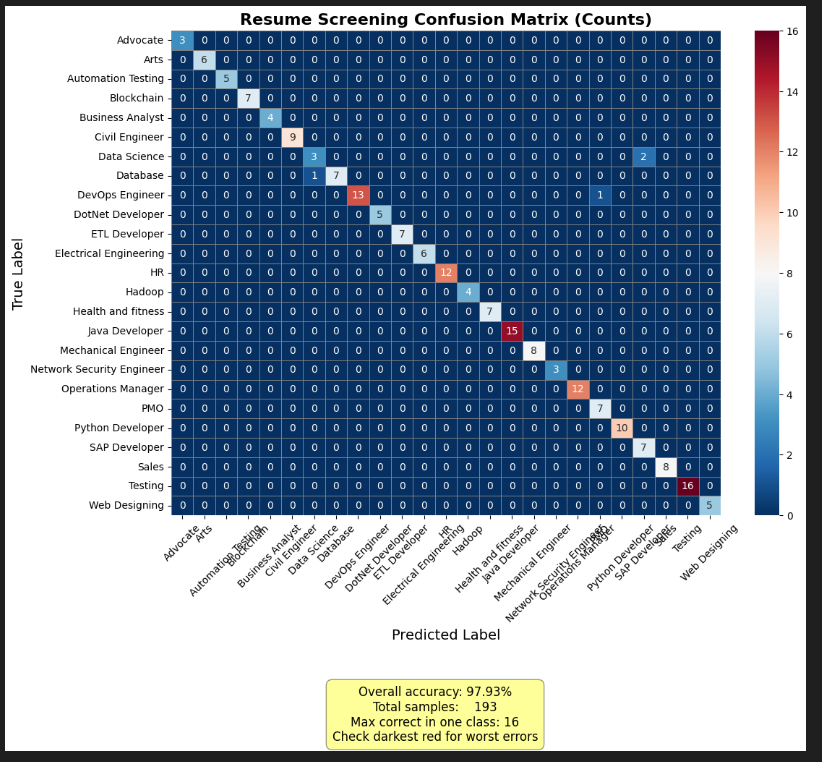 Resume Screening Confusion Matrix (Counts)
Advocate 3 0 0 0 0 0 0 0 0 0 0 0 0 0 0 0 0 0 0 0 0 0 0 0 0
Arts 0 6 0 0 0 0 0 0 0 0 0 0 0 0 0 0 0 0 0 0 0 0 0 0 0
Automation Testing 0 0 5 0 0 0 0 0 0 0 0 0 0 0 0 0 0 0 0 0 0 0 0 0 0
Blockchain 0 0 0 7 0 0 0 0 0 0 0 0 0 0 0 0 0 0 0 0 0 0 0 0 0
Business Analyst 0 0 0 0 4 0 0 0 0 0 0 0 0 0 0 0 0 0 0 0 0 0 0 0 0
Civil Engineer 0 0 0 0 0 9 0 0 0 0 0 0 0 0 0 0 0 0 0 0 0 0 0 0 0
Data Science 0 0 0 0 0 0 3 0 0 0 0 0 0 0 0 0 0 0 0 0 0 2 0 0 0
Database 0 0 0 0 0 0 1 7 0 0 0 0 0 0 0 0 0 0 0 0 0 0 0 0 0
DevOps Engineer 0 0 0 0 0 0 0 0 13 0 0 0 0 0 0 0 0 0 0 1 0 0 0 0 0
DotNet Developer 0 0 0 0 0 0 0 0 0 5 0 0 0 0 0 0 0 0 0 0 0 0 0 0 0
ETL Developer 0 0 0 0 0 0 0 0 0 0 7 0 0 0 0 0 0 0 0 0 0 0 0 0 0
Electrical Engineering 0 0 0 0 0 0 0 0 0 0 0 6 0 0 0 0 0 0 0 0 0 0 0 0 0
HR 0 0 0 0 0 0 0 0 0 0 0 0 12 0 0 0 0 0 0 0 0 0 0 0 0
Hadoop 0 0 0 0 0 0 0 0 0 0 0 0 0 4 0 0 0 0 0 0 0 0 0 0 0
Health and fitness 0 0 0 0 0 0 0 0 0 0 0 0 0 0 7 0 0 0 0 0 0 0 0 0 0
Java Developer 0 0 0 0 0 0 0 0 0 0 0 0 0 0 0 15 0 0 0 0 0 0 0 0 0
Mechanical Engineer 0 0 0 0 0 0 0 0 0 0 0 0 0 0 0 0 8 0 0 0 0 0 0 0 0
Network Security Engineer 0 0 0 0 0 0 0 0 0 0 0 0 0 0 0 0 0 3 0 0 0 0 0 0 0
Operations Manager 0 0 0 0 0 0 0 0 0 0 0 0 0 0 0 0 0 0 12 0 0 0 0 0 0
PMO 0 0 0 0 0 0 0 0 0 0 0 0 0 0 0 0 0 0 0 7 0 0 0 0 0
Python Developer 0 0 0 0 0 0 0 0 0 0 0 0 0 0 0 0 0 0 0 0 10 0 0 0 0
SAP Developer 0 0 0 0 0 0 0 0 0 0 0 0 0 0 0 0 0 0 0 0 0 7 0 0 0
Sales 0 0 0 0 0 0 0 0 0 0 0 0 0 0 0 0 0 0 0 0 0 0 8 0 0
Testing 0 0 0 0 0 0 0 0 0 0 0 0 0 0 0 0 0 0 0 0 0 0 0 16 0
Web Designing 0 0 0 0 0 0 0 0 0 0 0 0 0 0 0 0 0 0 0 0 0 0 0 0 5
True Label
Advocate
Arts
Automation Testing
Blockchain
Business Analyst
Civil Engineer
Data Science
Database
DevOps Engineer
DotNet Developer
ETL Developer
Electrical Engineering
HR
Hadoop
Health and fitness
Java Developer
Mechanical Engineer
Network Security Engineer
Operations Manager
PMO
Python Developer
SAP Developer
Sales
Testing
Web Designing
Predicted Label
16
14
12
10
8
6
4
2
0
Overall accuracy: 97.93%
Total samples: 193
Max correct in one class: 16
Check darkest red for worst errors